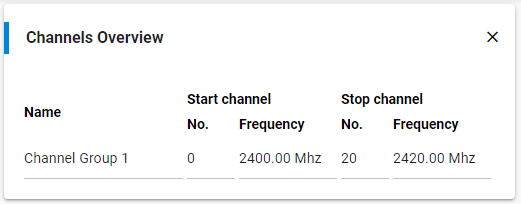 Channels Overview
Name Start channel Stop channel
No. Frequency No. Frequency
Channel Group 1 0 2400.00 Mhz 20 2420.00 Mhz